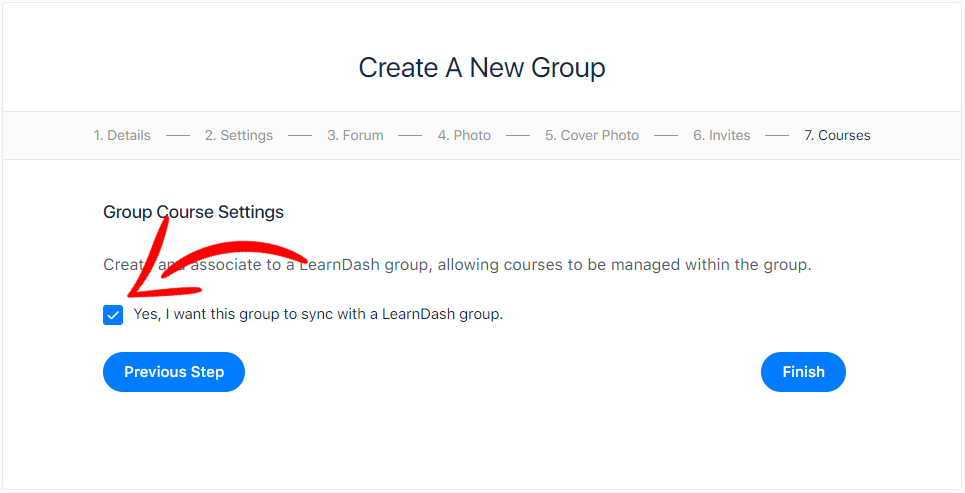 Create A New Group
1. Details 2. Settings 3. Forum 4. Photo 5. Cover Photo 6. Invites 7. Courses
Group Course Settings
Create and associate to a LearnDash group, allowing courses to be managed within the group.
Yes, I want this group to sync with a LearnDash group.
Previous Step Finish